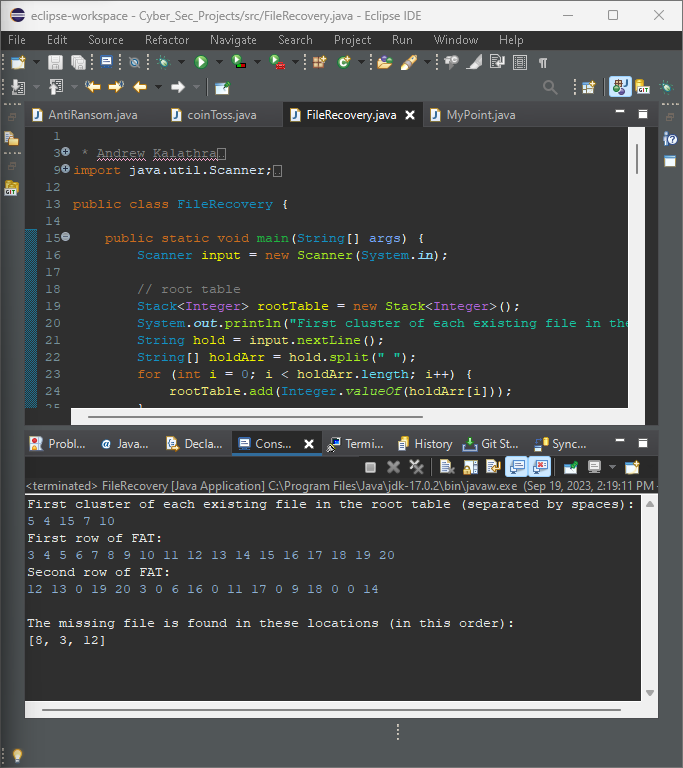 eclipse-workspace - Cyber_Sec_Projects/src/FileRecovery.java - Eclipse IDE
File Edit Source Refactor Navigate Search Project Run Window Help
AntiRansom.java coinToss.java FileRecovery.java MyPoint.java
1
3 * Andrew Kalathra
9 import java.util.Scanner;
12
13 public class FileRecovery {
14
15 public static void main(String[] args) {
16 Scanner input = new Scanner(System.in);
17
18 // root table
19 Stack<Integer> rootTable = new Stack<Integer>();
20 System.out.println("First cluster of each existing file in the
21 String hold = input.nextLine();
22 String[] holdArr = hold.split(" ");
23 for (int i = 0; i < holdArr.length; i++) {
24 rootTable.add(Integer.valueOf(holdArr[i]));
25 }
Probl... Java... Decla... Cons... Termi... History Git St... Sync...
<terminated> FileRecovery [Java Application] C:\Program Files\Java\jdk-17.0.2\bin\javaw.exe (Sep 19, 2023, 2:19:11 PM -
First cluster of each existing file in the root table (separated by spaces):
5 4 15 7 10
First row of FAT:
3 4 5 6 7 8 9 10 11 12 13 14 15 16 17 18 19 20
Second row of FAT:
12 13 0 19 20 3 0 6 16 0 11 17 0 9 18 0 0 14
The missing file is found in these locations (in this order):
[8, 3, 12]